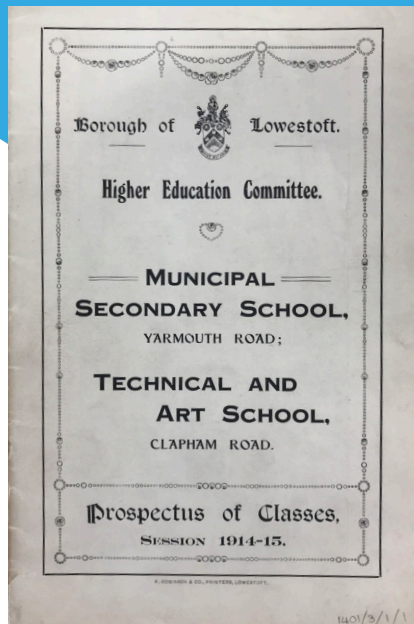 Borough of Lowestoft.
Higher Education Committee.
MUNICIPAL
SECONDARY SCHOOL,
YARMOUTH ROAD;
TECHNICAL AND
ART SCHOOL,
CLAPHAM ROAD.
Prospectus of Classes,
SESSION 1914-15.
& CO., PRINTERS, LOWESTOFT.
1401/3/1/1